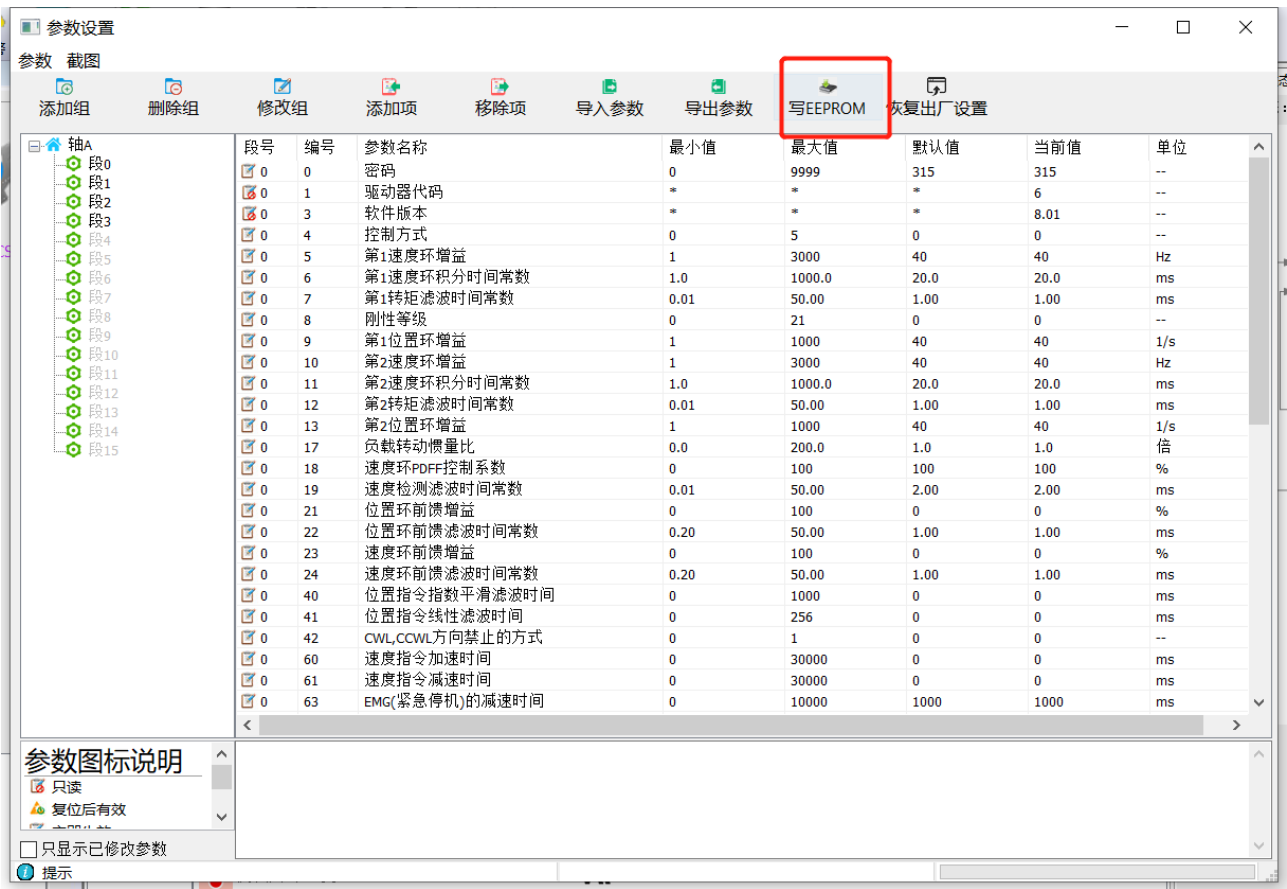 参数设置
参数 截图
添加组 删除组 修改组 添加项 移除项 导入参数 导出参数 写EEPROM 恢复出厂设置
轴A
段0
段1
段2
段3
段4
段5
段6
段7
段8
段9
段10
段11
段12
段13
段14
段15
段号 编号 参数名称 最小值 最大值 默认值 当前值 单位
0 0 密码 0 9999 315 315 --
0 1 驱动器代码 * * * 6 --
0 3 软件版本 * * * 8.01 --
0 4 控制方式 0 5 0 0 --
0 5 第1速度环增益 1 3000 40 40 Hz
0 6 第1速度环积分时间常数 1.0 1000.0 20.0 20.0 ms
0 7 第1转矩滤波时间常数 0.01 50.00 1.00 1.00 ms
0 8 刚性等级 0 21 0 0 --
0 9 第1位置环增益 1 1000 40 40 1/s
0 10 第2速度环增益 1 3000 40 40 Hz
0 11 第2速度环积分时间常数 1.0 1000.0 20.0 20.0 ms
0 12 第2转矩滤波时间常数 0.01 50.00 1.00 1.00 ms
0 13 第2位置环增益 1 1000 40 40 1/s
0 17 负载转动惯量比 0.0 200.0 1.0 1.0 倍
0 18 速度环PDFF控制系数 0 100 100 100 %
0 19 速度检测滤波时间常数 0.01 50.00 2.00 2.00 ms
0 21 位置环前馈增益 0 100 0 0 %
0 22 位置环前馈滤波时间常数 0.20 50.00 1.00 1.00 ms
0 23 速度环前馈增益 0 100 0 0 %
0 24 速度环前馈滤波时间常数 0.20 50.00 1.00 1.00 ms
0 40 位置指令指数平滑滤波时间 0 1000 0 0 ms
0 41 位置指令线性滤波时间 0 256 0 0 ms
0 42 CWL,CCWL方向禁止的方式 0 1 0 0 --
0 60 速度指令加速时间 0 30000 0 0 ms
0 61 速度指令减速时间 0 30000 0 0 ms
0 63 EMG(紧急停机)的减速时间 0 10000 1000 1000 ms
参数图标说明
只读
复位后有效
只显示已修改参数
提示